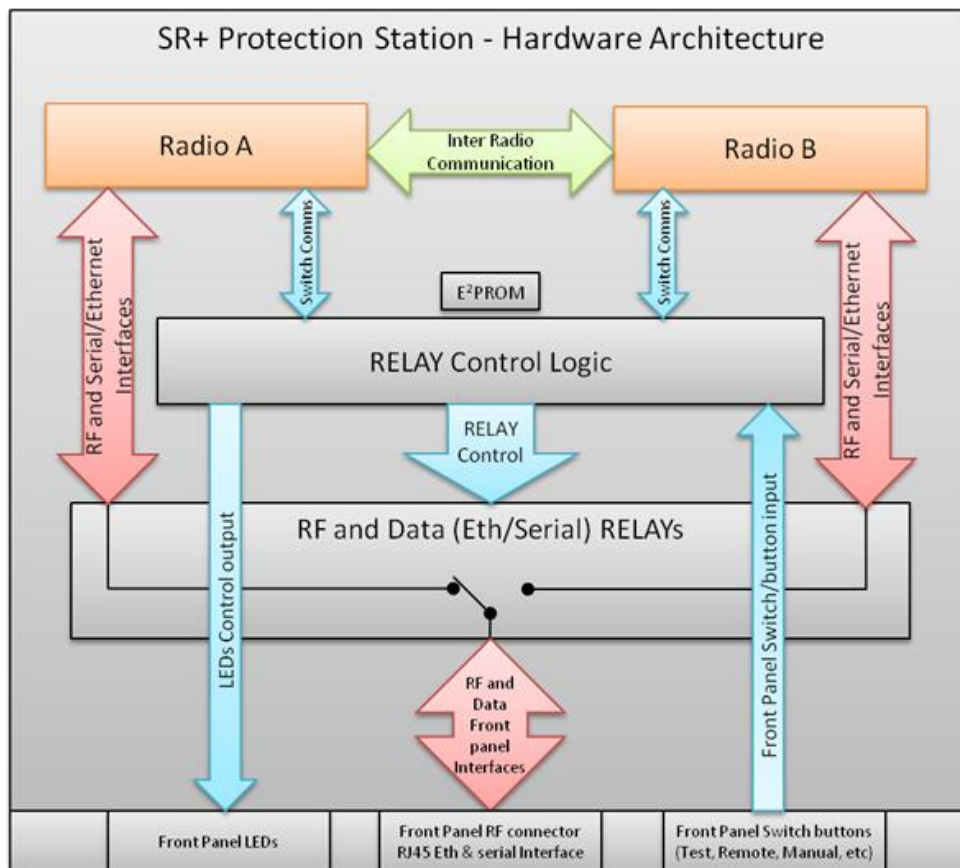 SR+ Protection Station - Hardware Architecture
Radio A
Inter Radio
Communication
Radio B
RF and Serial/Ethernet
Interfaces
Switch Comms
E²PROM
Switch Comms
RF and Serial/Ethernet
Interfaces
RELAY Control Logic
RELAY
Control
LEDs Control output
RF and Data (Eth/Serial) RELAYs
Front Panel Switch/button input
RF and
Data
Front
panel
Interfaces
Front Panel LEDs
Front Panel RF connector
RJ45 Eth & serial Interface
Front Panel Switch buttons
(Test, Remote, Manual, etc)